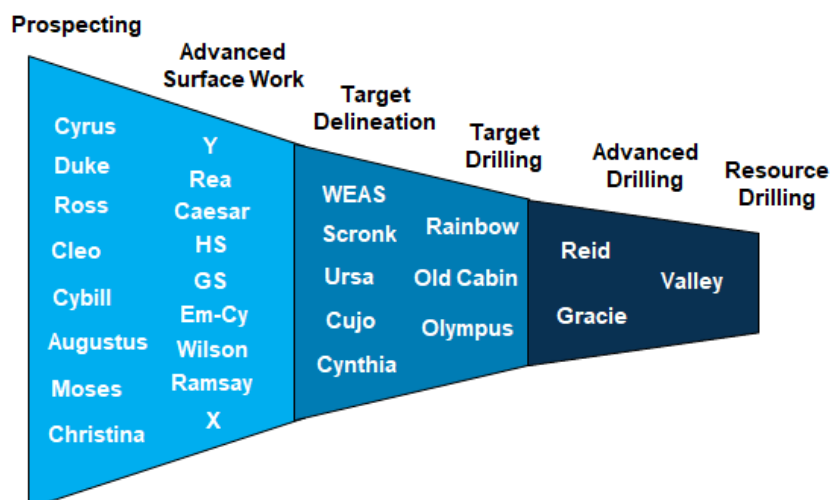 Prospecting
Advanced
Surface Work
Target
Delineation
Target
Drilling
Advanced
Drilling
Resource
Drilling
Cyrus
Duke
Ross
Cleo
Cybill
Augustus
Moses
Christina
Y
Rea
Caesar
HS
GS
Em-Cy
Wilson
Ramsay
X
WEAS
Scronk
Ursa
Cujo
Cynthia
Rainbow
Old Cabin
Olympus
Reid
Gracie
Valley